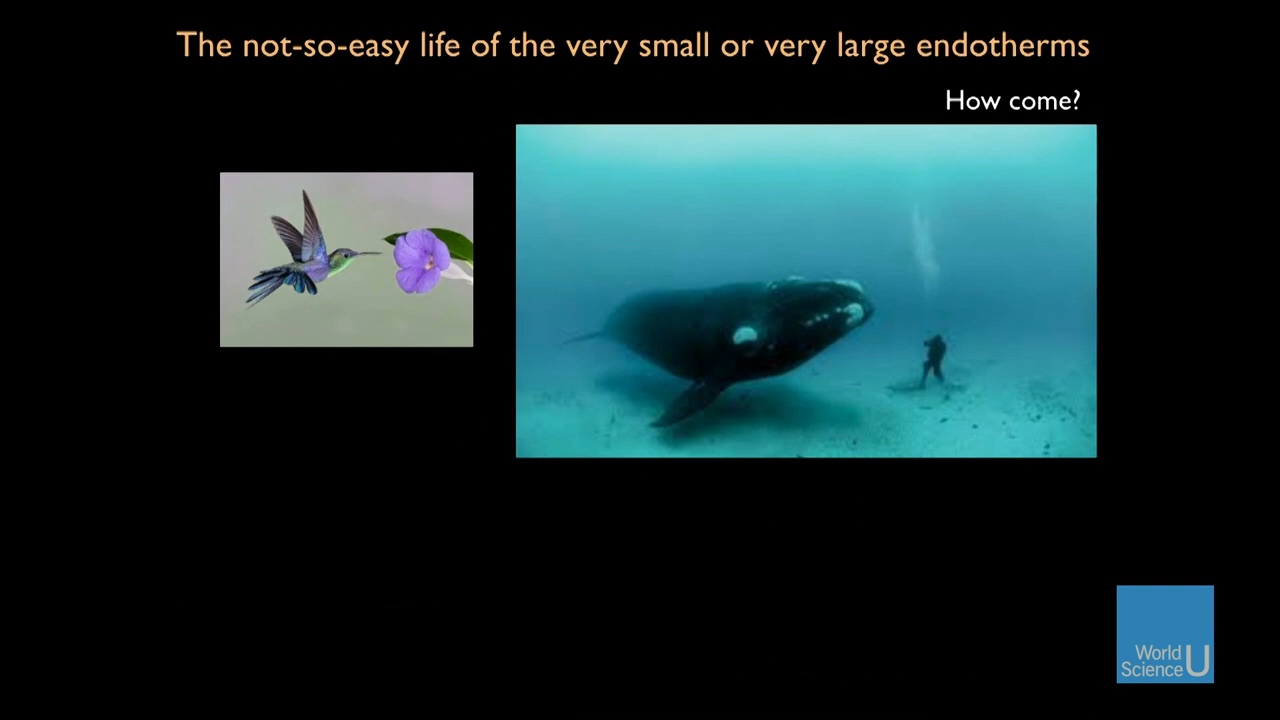 The not-so-easy life of the very small or very large endotherms
How come?
World
Science U